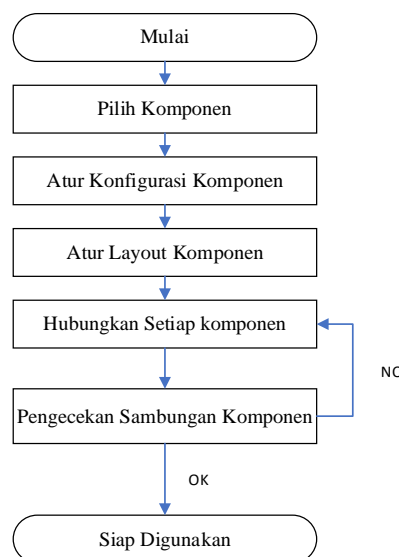 Mulai
Pilih Komponen
Atur Konfigurasi Komponen
Atur Layout Komponen
Hubungkan Setiap komponen
NO
Pengecekan Sambungan Komponen
OK
Siap Digunakan